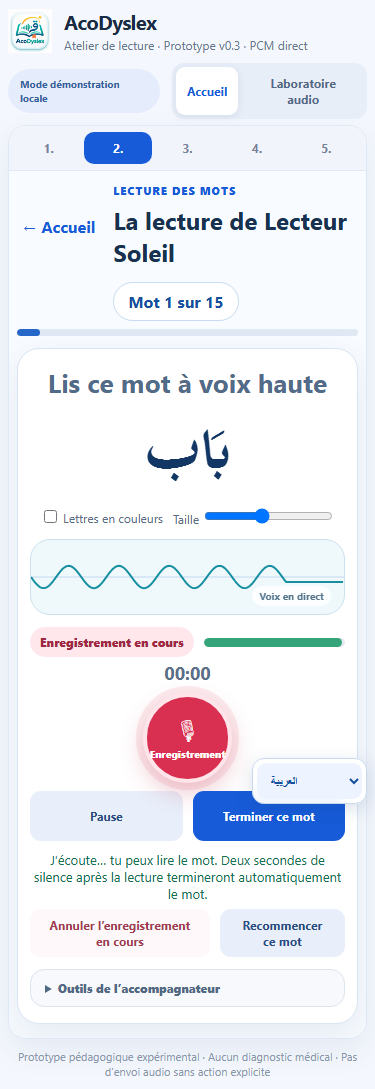 AcoDyslex
AcoDyslex
Atelier de lecture · Prototype v0.3 · PCM direct
Mode démonstration
locale
Accueil
Laboratoire
audio
1.
2.
3.
4.
5.
LECTURE DES MOTS
← Accueil
La lecture de Lecteur
Soleil
Mot 1 sur 15
Lis ce mot à voix haute
بَاب
Lettres en couleurs
Taille
Voix en direct
Enregistrement en cours
00:00
Enregistrement
العربية
Pause
Terminer ce mot
J’écoute… tu peux lire le mot. Deux secondes de
silence après la lecture termineront automatiquement
le mot.
Annuler l’enregistrement
en cours
Recommencer
ce mot
▶ Outils de l’accompagnateur
Prototype pédagogique expérimental · Aucun diagnostic médical · Pas
d’envoi audio sans action explicite